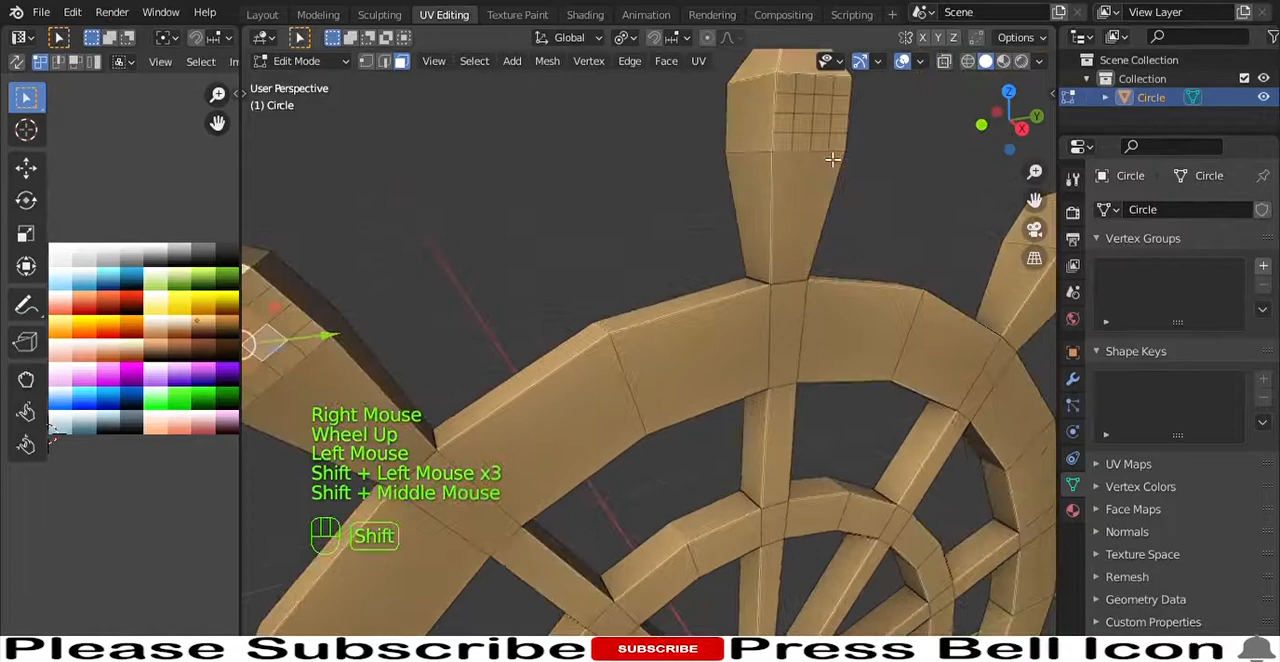 File Edit Render Window Help Layout Modeling Sculpting UV Editing Texture Paint Shading Animation Rendering Compositing Scripting + Scene View Layer
Global Options
View Select In Edit Mode View Select Add Mesh Vertex Edge Face UV X Y Z
User Perspective
(1) Circle
Z
Y
X
Scene Collection
Collection
Circle
Circle Circle
Circle
Vertex Groups
Shape Keys
UV Maps
Vertex Colors
Face Maps
Normals
Texture Space
Remesh
Geometry Data
Custom Properties
Right Mouse
Wheel Up
Left Mouse
Shift + Left Mouse x3
Shift + Middle Mouse
Shift
Please Subscribe SUBSCRIBE Press Bell Icon